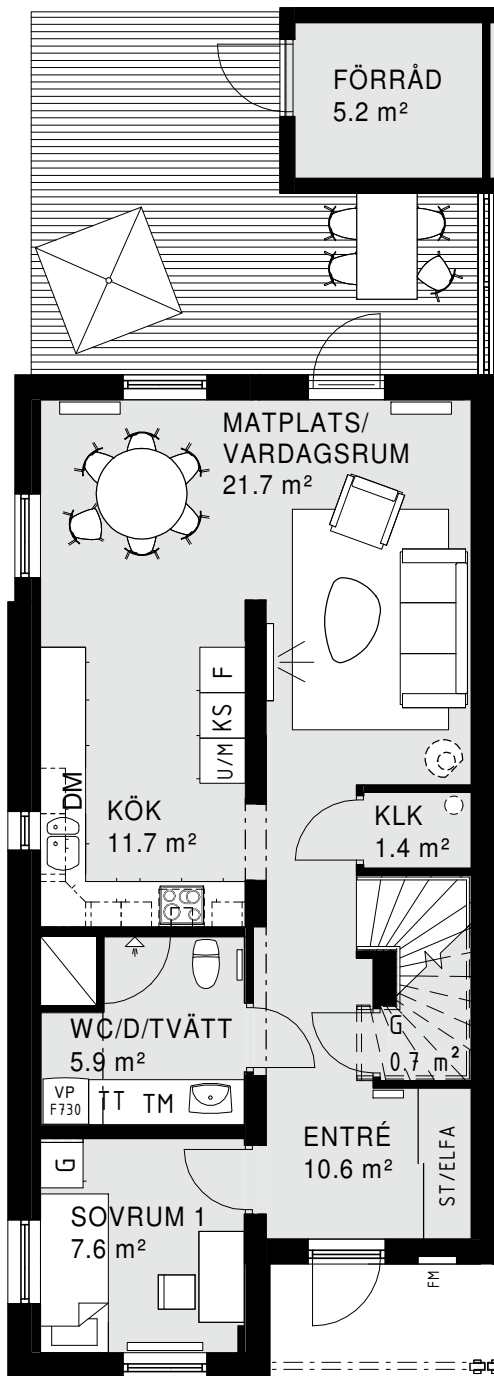 FÖRRÅD
5.2 m²
MATPLATS/
VARDAGSRUM
21.7 m²
F
KS
U/M
DM
KÖK
11.7 m²
KLK
1.4 m²
G
0.7 m²
WC/D/TVÄTT
5.9 m²
VP
F730
TT
TM
ENTRÉ
10.6 m²
ST/ELFA
G
SOVRUM 1
7.6 m²
FM